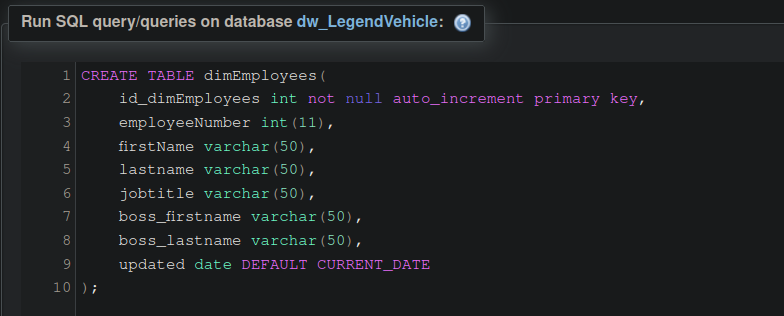 Run SQL query/queries on database dw_LegendVehicle:
1 CREATE TABLE dimEmployees(
2 id_dimEmployees int not null auto_increment primary key,
3 employeeNumber int(11),
4 firstName varchar(50),
5 lastname varchar(50),
6 jobtitle varchar(50),
7 boss_firstname varchar(50),
8 boss_lastname varchar(50),
9 updated date DEFAULT CURRENT_DATE
10 );